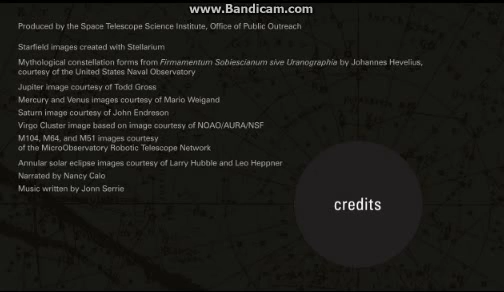 www.Bandicam.com
Produced by the Space Telescope Science Institute, Office of Public Outreach
Starfield images created with Stellarium
Mythological constellation forms from Firmamentum Sobiescianum sive Uranographia by Johannes Hevelius,
courtesy of the United States Naval Observatory
Jupiter image courtesy of Todd Gross
Mercury and Venus images courtesy of Mario Weigand
Saturn image courtesy of John Endreson
Virgo Cluster image based on image courtesy of NOAO/AURA/NSF
M104, M64, and M51 images courtesy
of the MicroObservatory Robotic Telescope Network
Annular solar eclipse images courtesy of Larry Hubble and Leo Heppner
Narrated by Nancy Calo
Music written by Jonn Serrie
credits